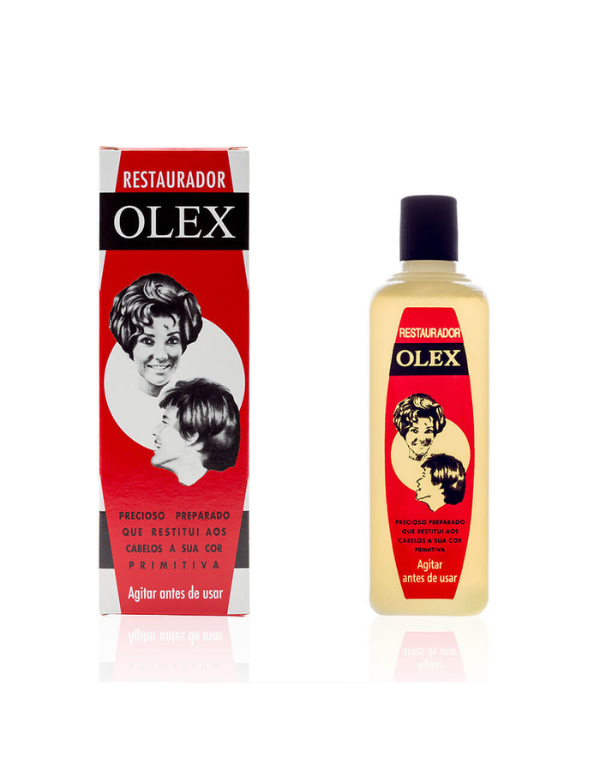 RESTAURADOR
OLEX
PRECIOSO PREPARADO
QUE RESTITUI AOS
CABELOS A SUA COR
PRIMITIVA
Agitar antes de usar
RESTAURADOR
OLEX
PRECIOSO PREPARADO
QUE RESTITUI AOS
CABELOS A SUA COR
PRIMITIVA
Agitar
antes de usar